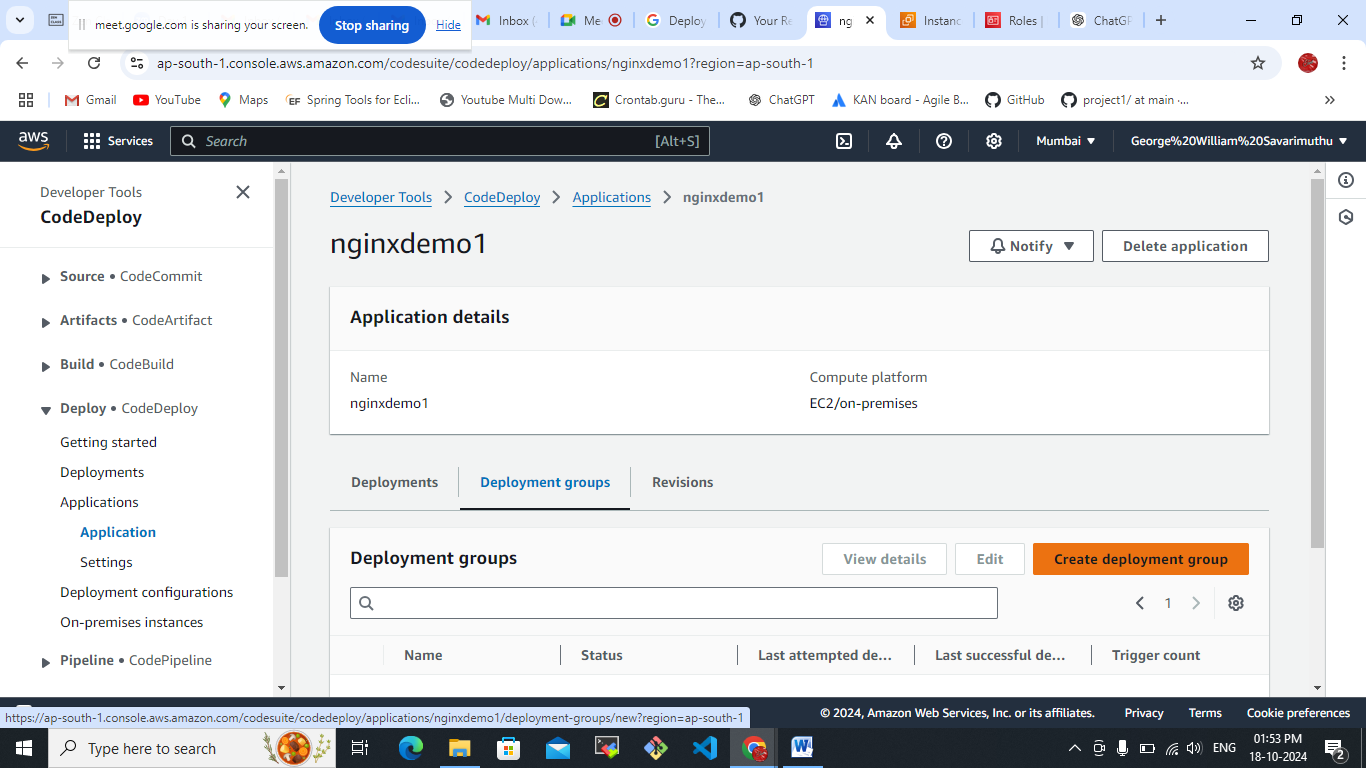 meet.google.com is sharing your screen. Stop sharing Hide
Inbox (
Me
Deploy
Your Re
ng
Instanc
Roles |
ChatGP
ap-south-1.console.aws.amazon.com/codesuite/codedeploy/applications/nginxdemo1?region=ap-south-1
Gmail YouTube Maps Spring Tools for Ecli... Youtube Multi Dow... Crontab.guru - The... ChatGPT KAN board - Agile B... GitHub project1/ at main ·...
aws Services Search [Alt+S] Mumbai George%20William%20Savarimuthu
Developer Tools
CodeDeploy
Source • CodeCommit
Artifacts • CodeArtifact
Build • CodeBuild
Deploy • CodeDeploy
Getting started
Deployments
Applications
Application
Settings
Deployment configurations
On-premises instances
Pipeline • CodePipeline
Developer Tools CodeDeploy Applications nginxdemo1
nginxdemo1
Notify Delete application
Application details
Name
nginxdemo1
Compute platform
EC2/on-premises
Deployments Deployment groups Revisions
Deployment groups View details Edit Create deployment group
1
Name Status Last attempted de... Last successful de... Trigger count
https://ap-south-1.console.aws.amazon.com/codesuite/codedeploy/applications/nginxdemo1/deployment-groups/new?region=ap-south-1
© 2024, Amazon Web Services, Inc. or its affiliates. Privacy Terms Cookie preferences
Type here to search
ENG
01:53 PM
18-10-2024
2